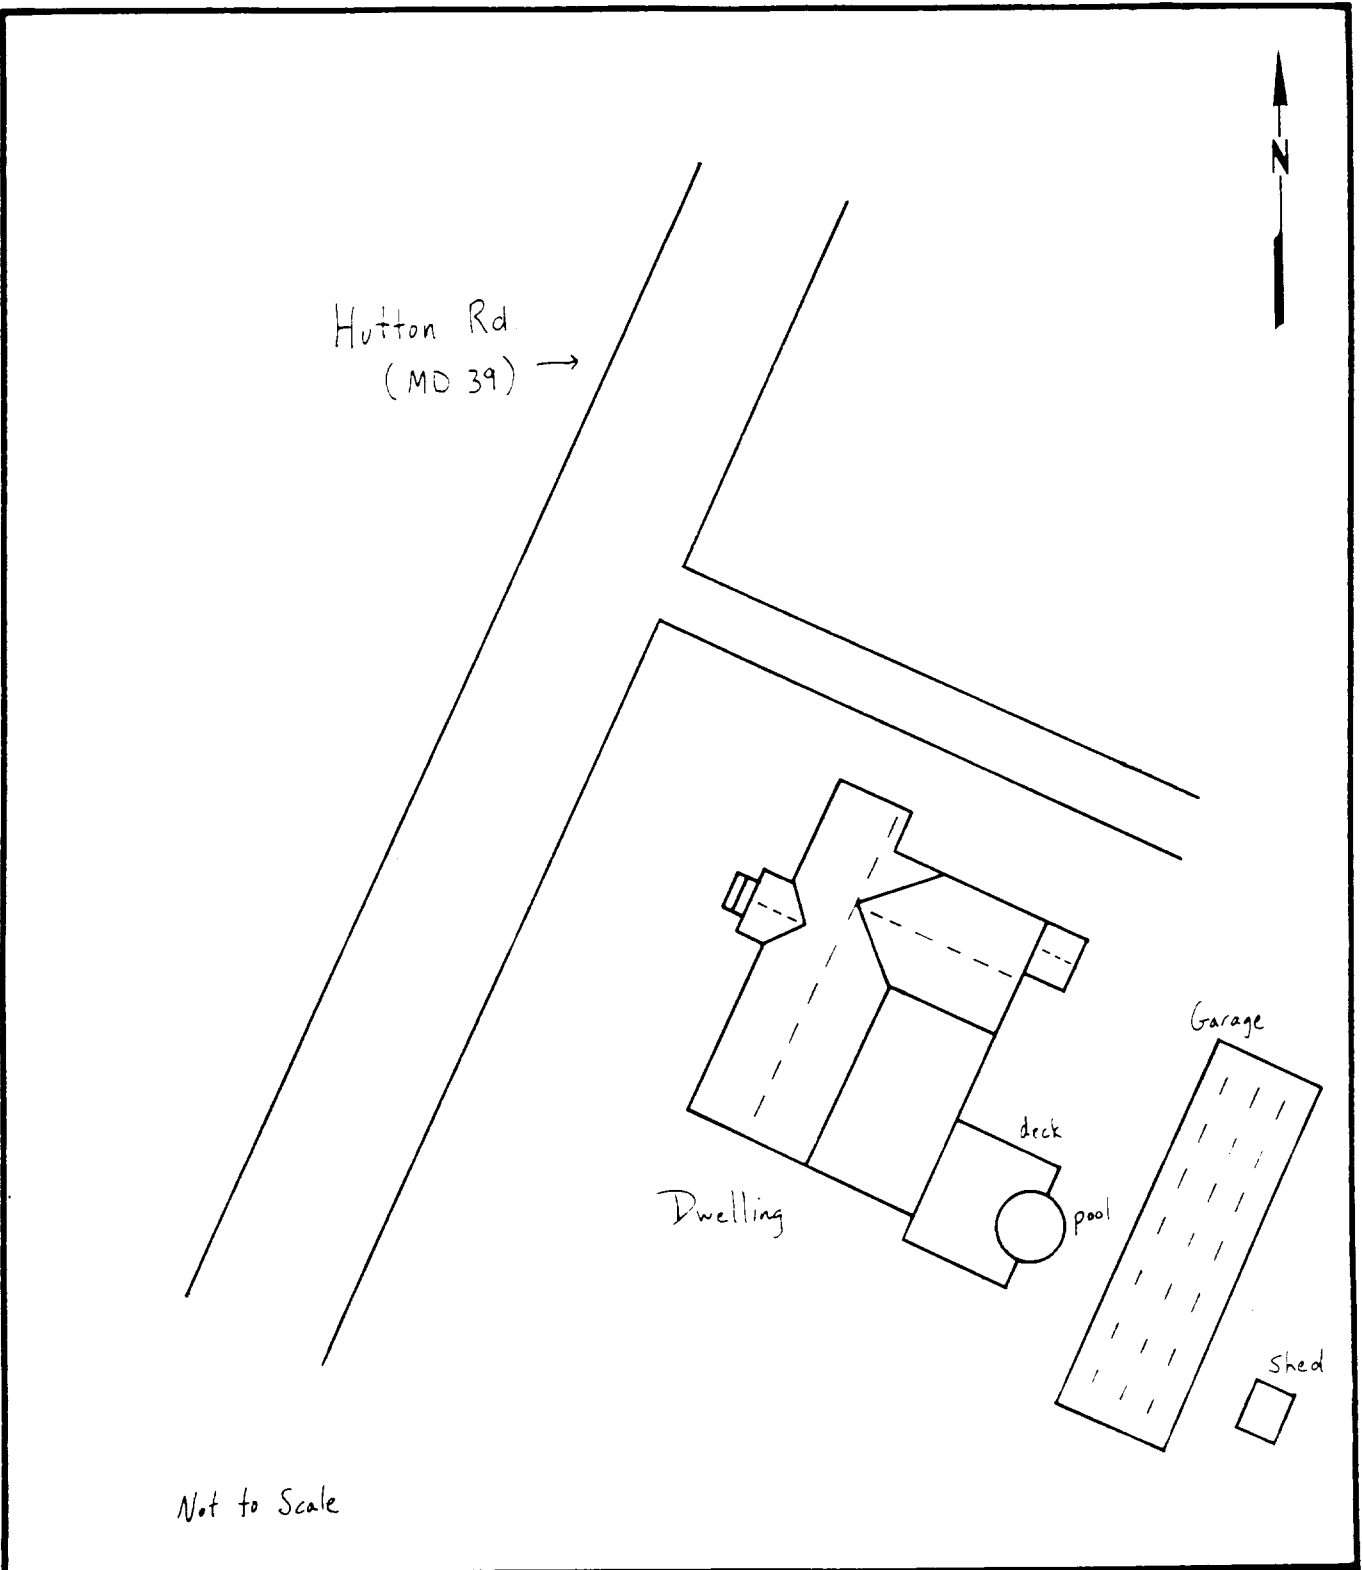 N
Hutton Rd.
(MD 39) →
Garage
deck
pool
Dwelling
Shed
Not to Scale